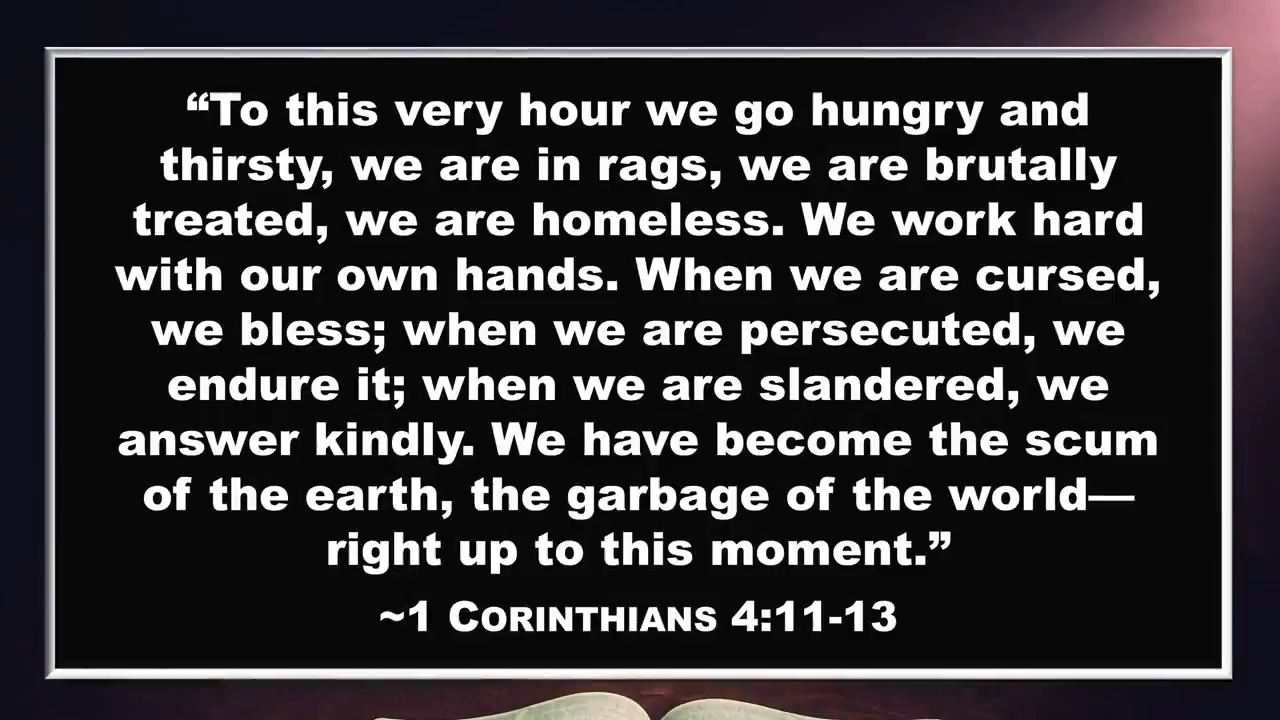 “To this very hour we go hungry and
thirsty, we are in rags, we are brutally
treated, we are homeless. We work hard
with our own hands. When we are cursed,
we bless; when we are persecuted, we
endure it; when we are slandered, we
answer kindly. We have become the scum
of the earth, the garbage of the world—
right up to this moment.”
~1 CORINTHIANS 4:11-13